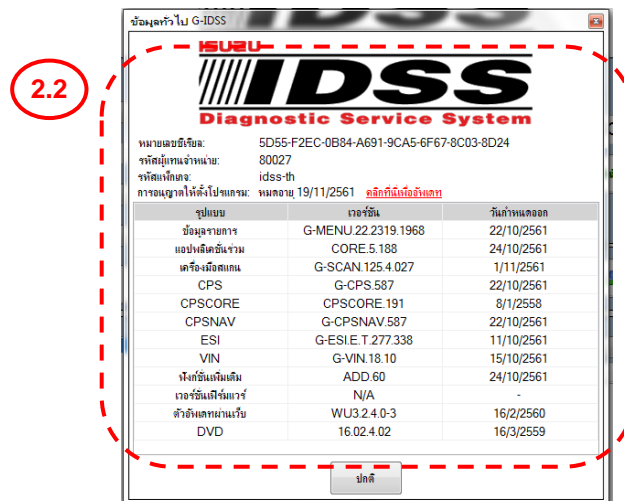 ข้อมูลทั่วไป G-IDSS
ISUZU
IDSS
Diagnostic Service System
2.2
หมายเลขซีเรียล: 5D55-F2EC-0B84-A691-9CA5-6F67-8C03-8D24
รหัสผู้แทนจำหน่าย: 80027
รหัสแพ็กเกจ: idss-th
การอนุญาตให้ตั้งโปรแกรม: หมดอายุ 19/11/2561 คลิกที่นี่เพื่ออัพเดท
รูปแบบ เวอร์ชั่น วันกำหนดออก
ข้อมูลรายการ G-MENU.22.2319.1968 22/10/2561
แอปพลิเคชั่นร่วม CORE.5.188 24/10/2561
เครื่องมือสแกน G-SCAN.125.4.027 1/11/2561
CPS G-CPS.587 22/10/2561
CPSCORE CPSCORE.191 8/1/2558
CPSNAV G-CPSNAV.587 22/10/2561
ESI G-ESI.E.T.277.338 11/10/2561
VIN G-VIN.18.10 15/10/2561
ฟังก์ชั่นเพิ่มเติม ADD.60 24/10/2561
เวอร์ชั่นเฟิร์มแวร์ N/A -
ตัวอัพเดทผ่านเว็บ WU3.2.4.0-3 16/2/2560
DVD 16.02.4.02 16/3/2559
ปกติ